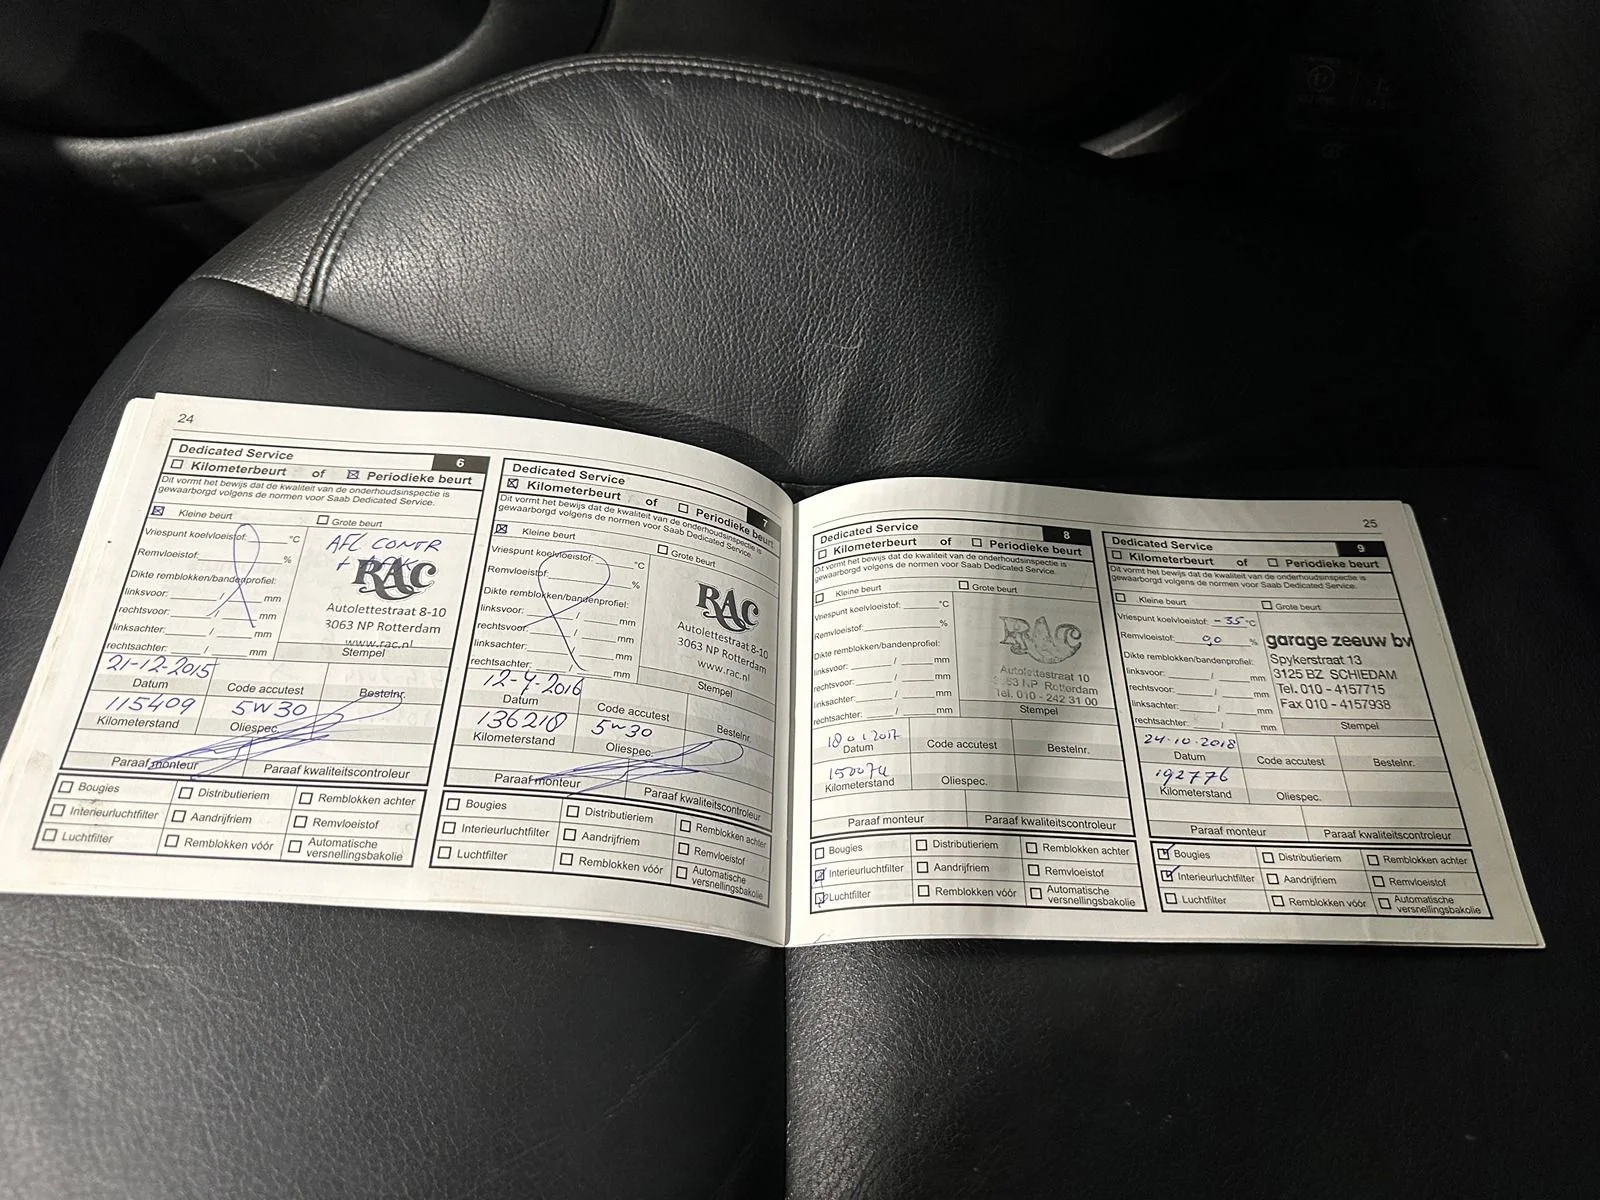 24
Dedicated Service 6
Kilometerbeurt of Periodieke beurt
Dit vormt het bewijs dat de kwaliteit van de onderhoudsinspectie is
gewaarborgd volgens de normen voor Saab Dedicated Service.
Kleine beurt Grote beurt
Vriespunt koelvloeistof: °C
Remvloeistof: %
Dikte remblokken/bandenprofiel:
linksvoor: / mm
rechtsvoor: / mm
linksachter: / mm
rechtsachter: / mm
AFL CONTR
RAC
Autolettestraat 8-10
3063 NP Rotterdam
www.rac.nl
Stempel
21-12-2015
Datum Code accutest Bestelnr.
115409 5W30
Kilometerstand Oliespec.
Paraaf monteur Paraaf kwaliteitscontroleur
Bougies Distributieriem Remblokken achter
Interieurluchtfilter Aandrijfriem Remvloeistof
Luchtfilter Remblokken vóór Automatische
versnellingsbakolie
Dedicated Service 7
Kilometerbeurt of Periodieke beurt
Dit vormt het bewijs dat de kwaliteit van de onderhoudsinspectie is
gewaarborgd volgens de normen voor Saab Dedicated Service.
Kleine beurt Grote beurt
Vriespunt koelvloeistof: °C
Remvloeistof: %
Dikte remblokken/bandenprofiel:
linksvoor: / mm
rechtsvoor: / mm
linksachter: / mm
rechtsachter: / mm
RAC
Autolettestraat 8-10
3063 NP Rotterdam
www.rac.nl
Stempel
12-4-2016
Datum Code accutest Bestelnr.
136218 5W30
Kilometerstand Oliespec.
Paraaf monteur Paraaf kwaliteitscontroleur
Bougies Distributieriem Remblokken achter
Interieurluchtfilter Aandrijfriem Remvloeistof
Luchtfilter Remblokken vóór Automatische
versnellingsbakolie
25
Dedicated Service 8
Kilometerbeurt of Periodieke beurt
Dit vormt het bewijs dat de kwaliteit van de onderhoudsinspectie is
gewaarborgd volgens de normen voor Saab Dedicated Service.
Kleine beurt Grote beurt
Vriespunt koelvloeistof: °C
Remvloeistof: %
Dikte remblokken/bandenprofiel:
linksvoor: / mm
rechtsvoor: / mm
linksachter: / mm
rechtsachter: / mm
RAC
Autolettestraat 10
NP Rotterdam
Tel. 010 - 242 31 00
Stempel
18 01 2017
Datum Code accutest Bestelnr.
150074
Kilometerstand Oliespec.
Paraaf monteur Paraaf kwaliteitscontroleur
Bougies Distributieriem Remblokken achter
Interieurluchtfilter Aandrijfriem Remvloeistof
Luchtfilter Remblokken vóór Automatische
versnellingsbakolie
Dedicated Service 9
Kilometerbeurt of Periodieke beurt
Dit vormt het bewijs dat de kwaliteit van de onderhoudsinspectie is
gewaarborgd volgens de normen voor Saab Dedicated Service.
Kleine beurt Grote beurt
Vriespunt koelvloeistof: -35 °C
Remvloeistof: 0,0 %
Dikte remblokken/bandenprofiel:
linksvoor: / mm
rechtsvoor: / mm
linksachter: / mm
rechtsachter: / mm
garage zeeuw bv
Spykerstraat 13
3125 BZ SCHIEDAM
Tel. 010 - 4157715
Fax 010 - 4157938
Stempel
24-10-2018
Datum Code accutest Bestelnr.
192776
Kilometerstand Oliespec.
Paraaf monteur Paraaf kwaliteitscontroleur
Bougies Distributieriem Remblokken achter
Interieurluchtfilter Aandrijfriem Remvloeistof
Luchtfilter Remblokken vóór Automatische
versnellingsbakolie